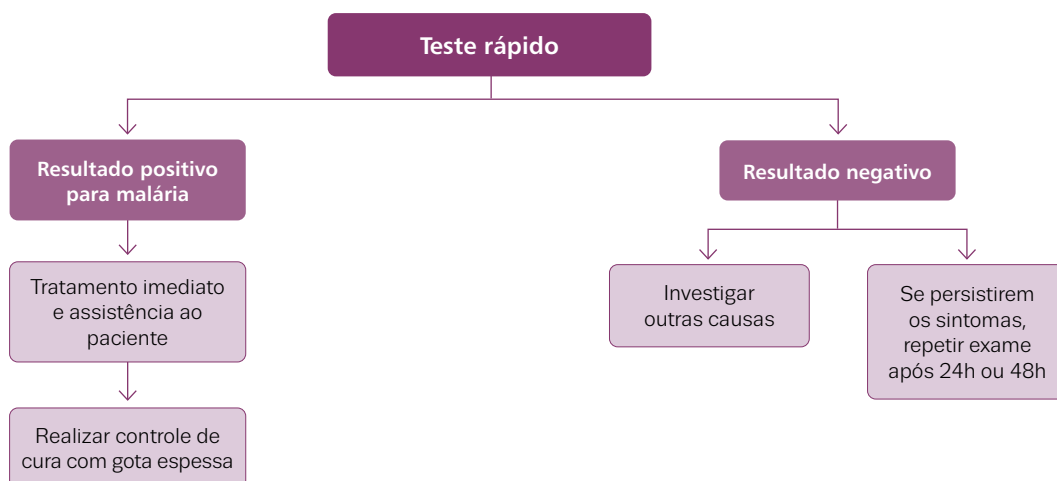 Teste rápido
Resultado positivo
para malária
Tratamento imediato
e assistência ao
paciente
Realizar controle de
cura com gota espessa
Resultado negativo
Investigar
outras causas
Se persistirem
os sintomas,
repetir exame
após 24h ou 48h